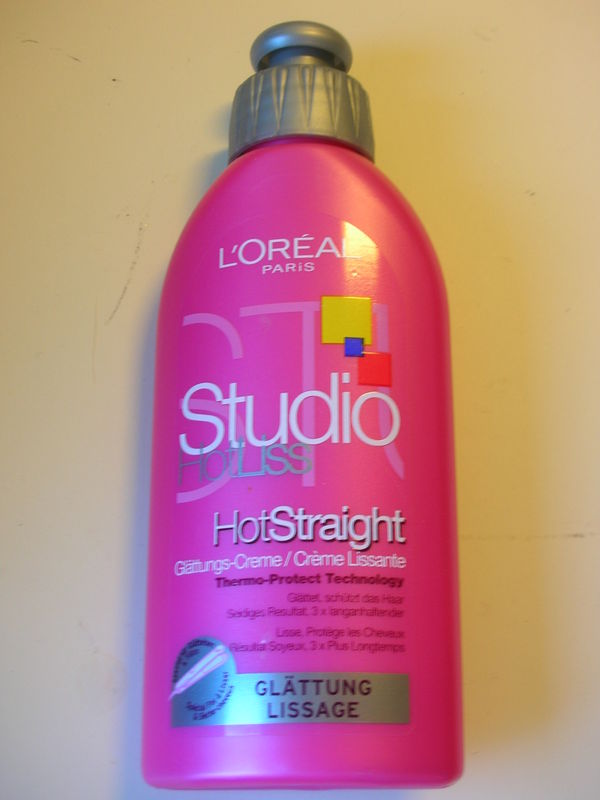 L'ORÉAL
PARIS
STU
Studio
HotLiss
HotStraight
Glättungs-Creme / Crème Lissante
Thermo-Protect Technology
Glättet, schützt das Haar
Seidiges Resultat, 3 x langanhaltender
Lisse, Protège les Cheveux
Résultat Soyeux, 3 x Plus Longtemps
GLÄTTUNG
LISSAGE